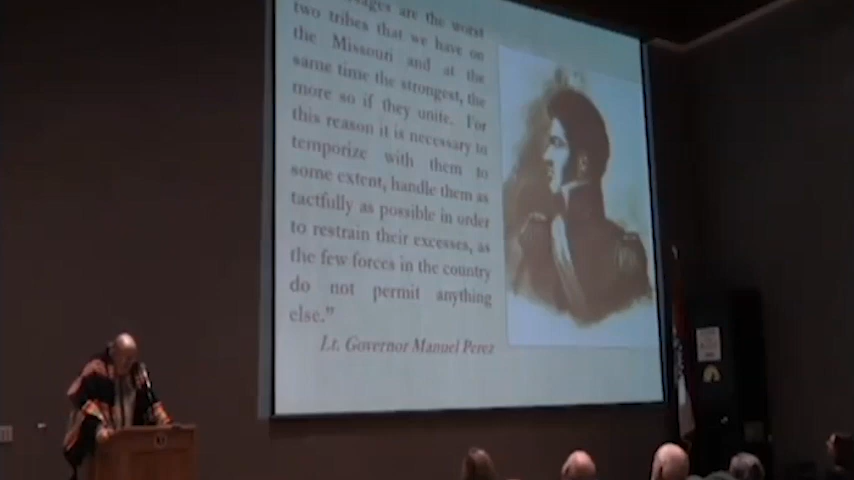 are the worst
two tribes that we have on
the Missouri and at the
same time the strongest, the
more so if they unite. For
this reason it is necessary to
temporize with them to
some extent, handle them as
tactfully as possible in order
to restrain their excesses, as
the few forces in the country
do not permit anything
else.”
Lt. Governor Manuel Perez